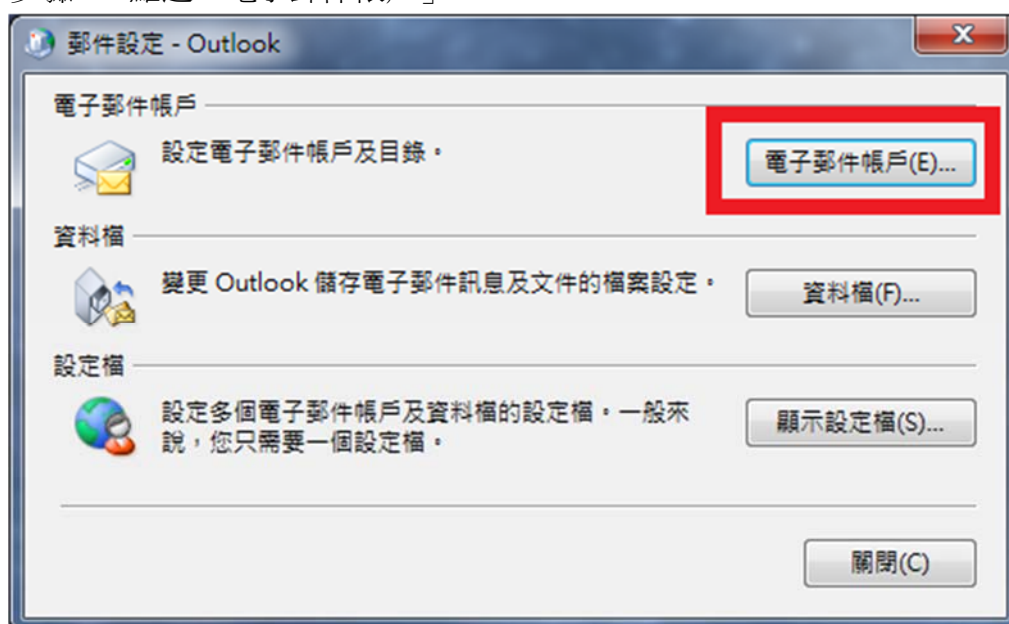 郵件設定 - Outlook
電子郵件帳戶
設定電子郵件帳戶及目錄。
電子郵件帳戶(E)...
資料檔
變更 Outlook 儲存電子郵件訊息及文件的檔案設定。
資料檔(F)...
設定檔
設定多個電子郵件帳戶及資料檔的設定檔。一般來
說，您只需要一個設定檔。
顯示設定檔(S)...
關閉(C)